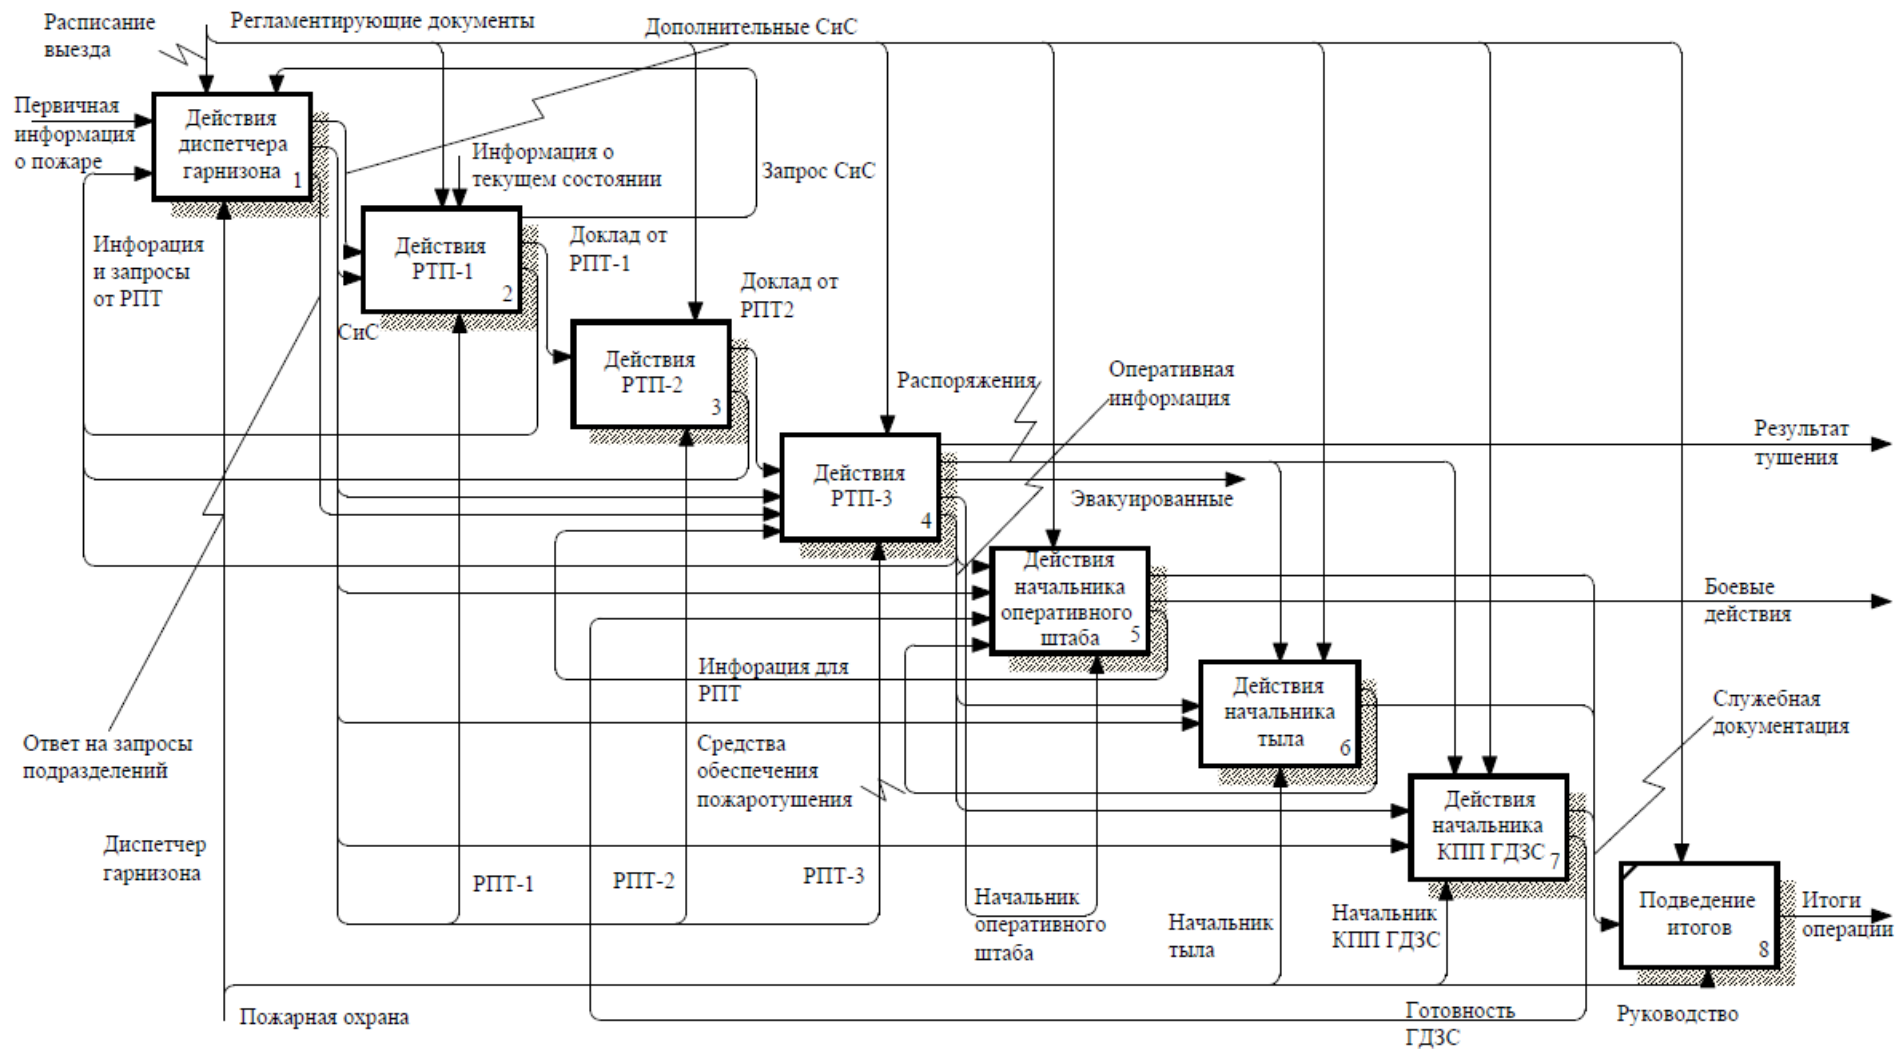 Расписание
выезда
Регламентирующие документы
Дополнительные СиС
Первичная
информация
о пожаре
Действия
диспетчера
гарнизона
1
Информация о
текущем состоянии
Запрос СиС
Инфорация
и запросы
от РПТ
Действия
РТП-1
2
Доклад от
РПТ-1
Доклад от
РПТ2
СиС
Действия
РТП-2
3
Распоряжения
Оперативная
информация
Результат
тушения
Действия
РТП-3
4
Эвакуированные
Действия
начальника
оперативного
штаба
5
Боевые
действия
Инфорация для
РПТ
Действия
начальника
тыла
6
Служебная
документация
Ответ на запросы
подразделений
Средства
обеспечения
пожаротушения
Действия
начальника
КПП ГДЗС
7
Диспетчер
гарнизона
РПТ-1
РПТ-2
РПТ-3
Начальник
оперативного
штаба
Начальник
тыла
Начальник
КПП ГДЗС
Подведение
итогов
8
Итоги
операции
Пожарная охрана
Готовность
ГДЗС
Руководство